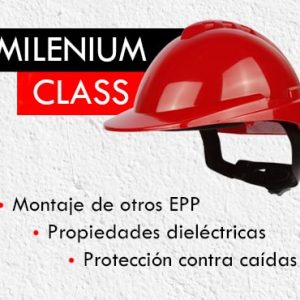 MILENIUM
CLASS
• Montaje de otros EPP
• Propiedades dieléctricas
• Protección contra caídas